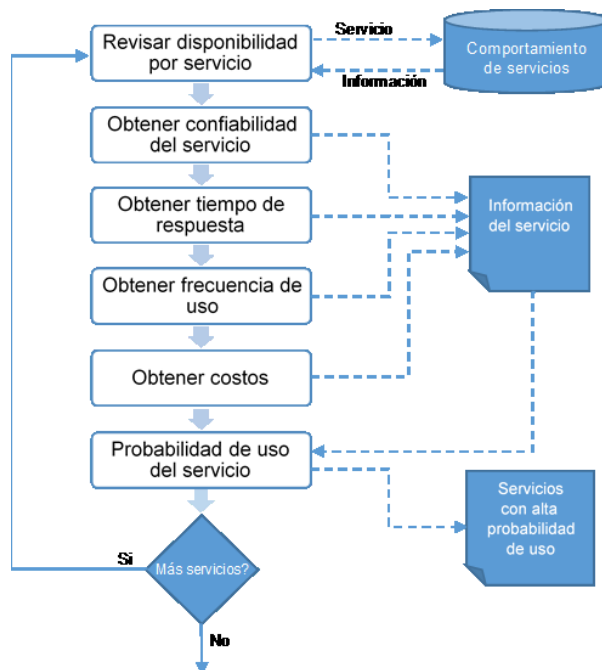 Revisar disponibilidad
por servicio
Servicio
Información
Comportamiento
de servicios
Obtener confiabilidad
del servicio
Obtener tiempo de
respuesta
Información
del servicio
Obtener frecuencia de
uso
Obtener costos
Probabilidad de uso
del servicio
Servicios
con alta
probabilidad
de uso
Más servicios?
Si
No